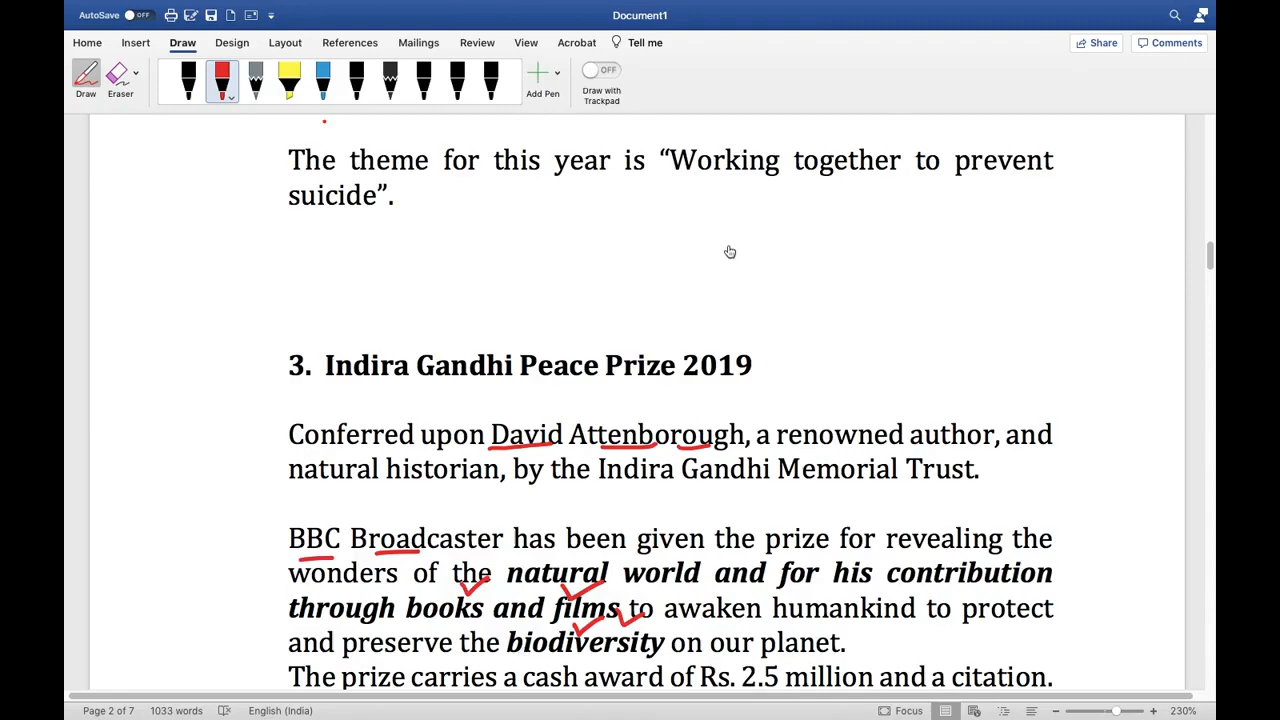 AutoSave OFF Document1
Home Insert Draw Design Layout References Mailings Review View Acrobat Tell me Share Comments
Draw Eraser Add Pen OFF Draw with Trackpad
The theme for this year is “Working together to prevent
suicide”.
3. Indira Gandhi Peace Prize 2019
Conferred upon David Attenborough, a renowned author, and
natural historian, by the Indira Gandhi Memorial Trust.
BBC Broadcaster has been given the prize for revealing the
wonders of the natural world and for his contribution
through books and films to awaken humankind to protect
and preserve the biodiversity on our planet.
The prize carries a cash award of Rs. 2.5 million and a citation.
Page 2 of 7 1033 words English (India) Focus 230%